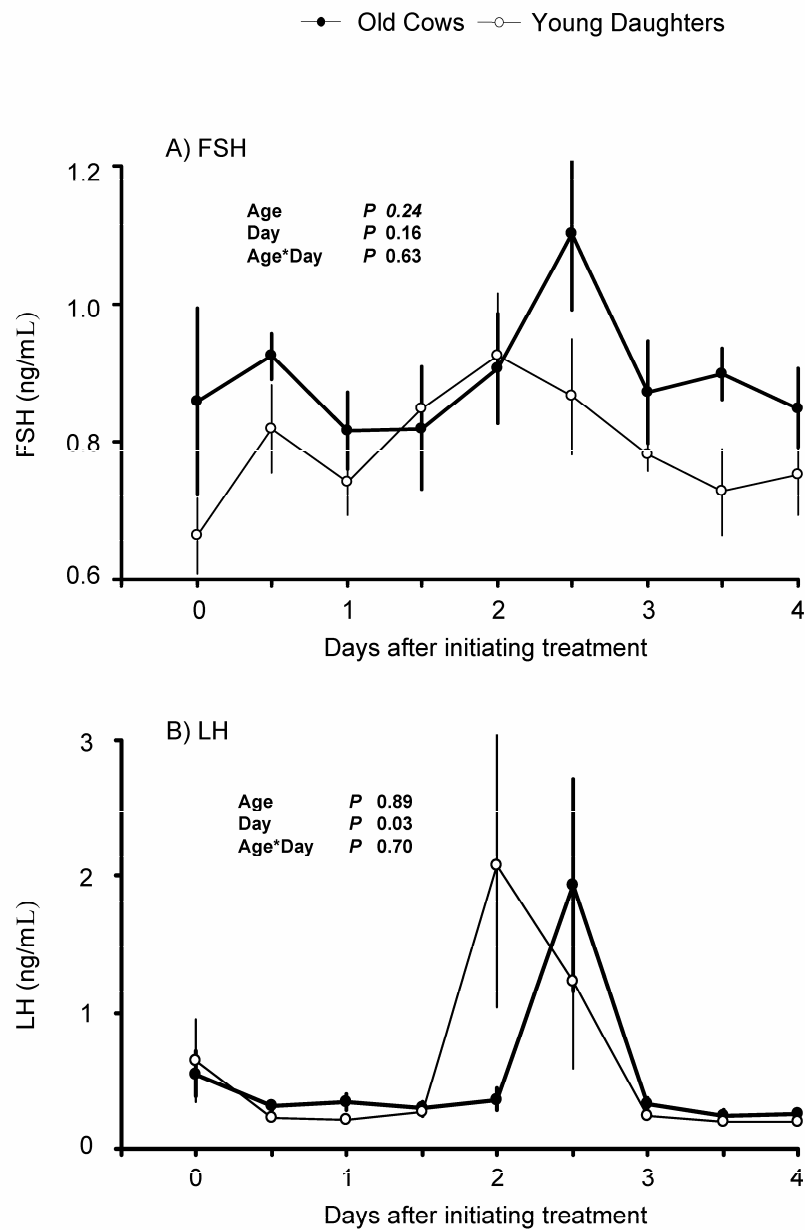 Old Cows Young Daughters
A) FSH
1.2
Age P 0.24
Day P 0.16
Age*Day P 0.63
1.0
FSH (ng/mL)
0.8
0.6
0 1 2 3 4
Days after initiating treatment
B) LH
3
Age P 0.89
Day P 0.03
Age*Day P 0.70
2
LH (ng/mL)
1
0
0 1 2 3 4
Days after initiating treatment